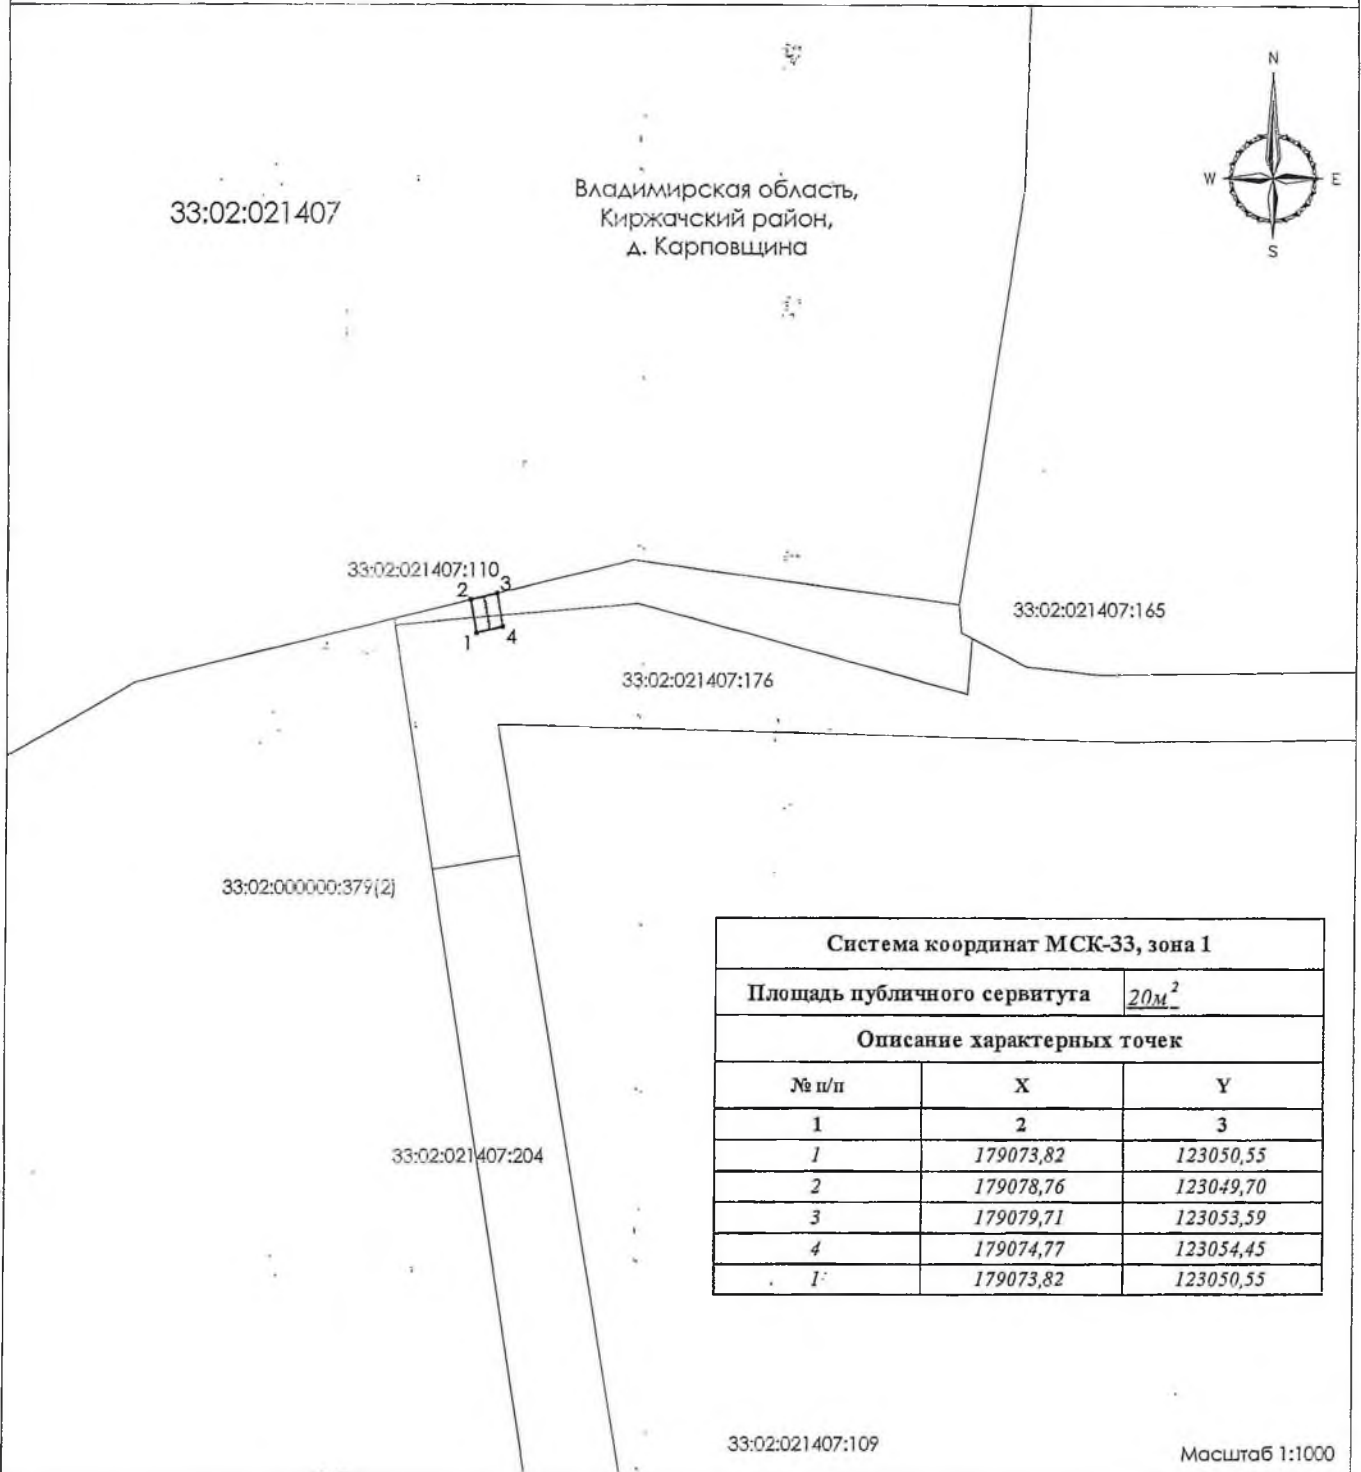 N
W E
S
33:02:021407
Владимирская область,
Киржачский район,
д. Карповщина
33:02:021407:110
2 3
1 4
33:02:021407:165
33:02:021407:176
33:02:000000:379(2)
33:02:021407:204
Система координат МСК-33, зона 1
Площадь публичного сервитута 20м²
Описание характерных точек
№ п/п X Y
1 2 3
1 179073,82 123050,55
2 179078,76 123049,70
3 179079,71 123053,59
4 179074,77 123054,45
1 179073,82 123050,55
33:02:021407:109
Масштаб 1:1000